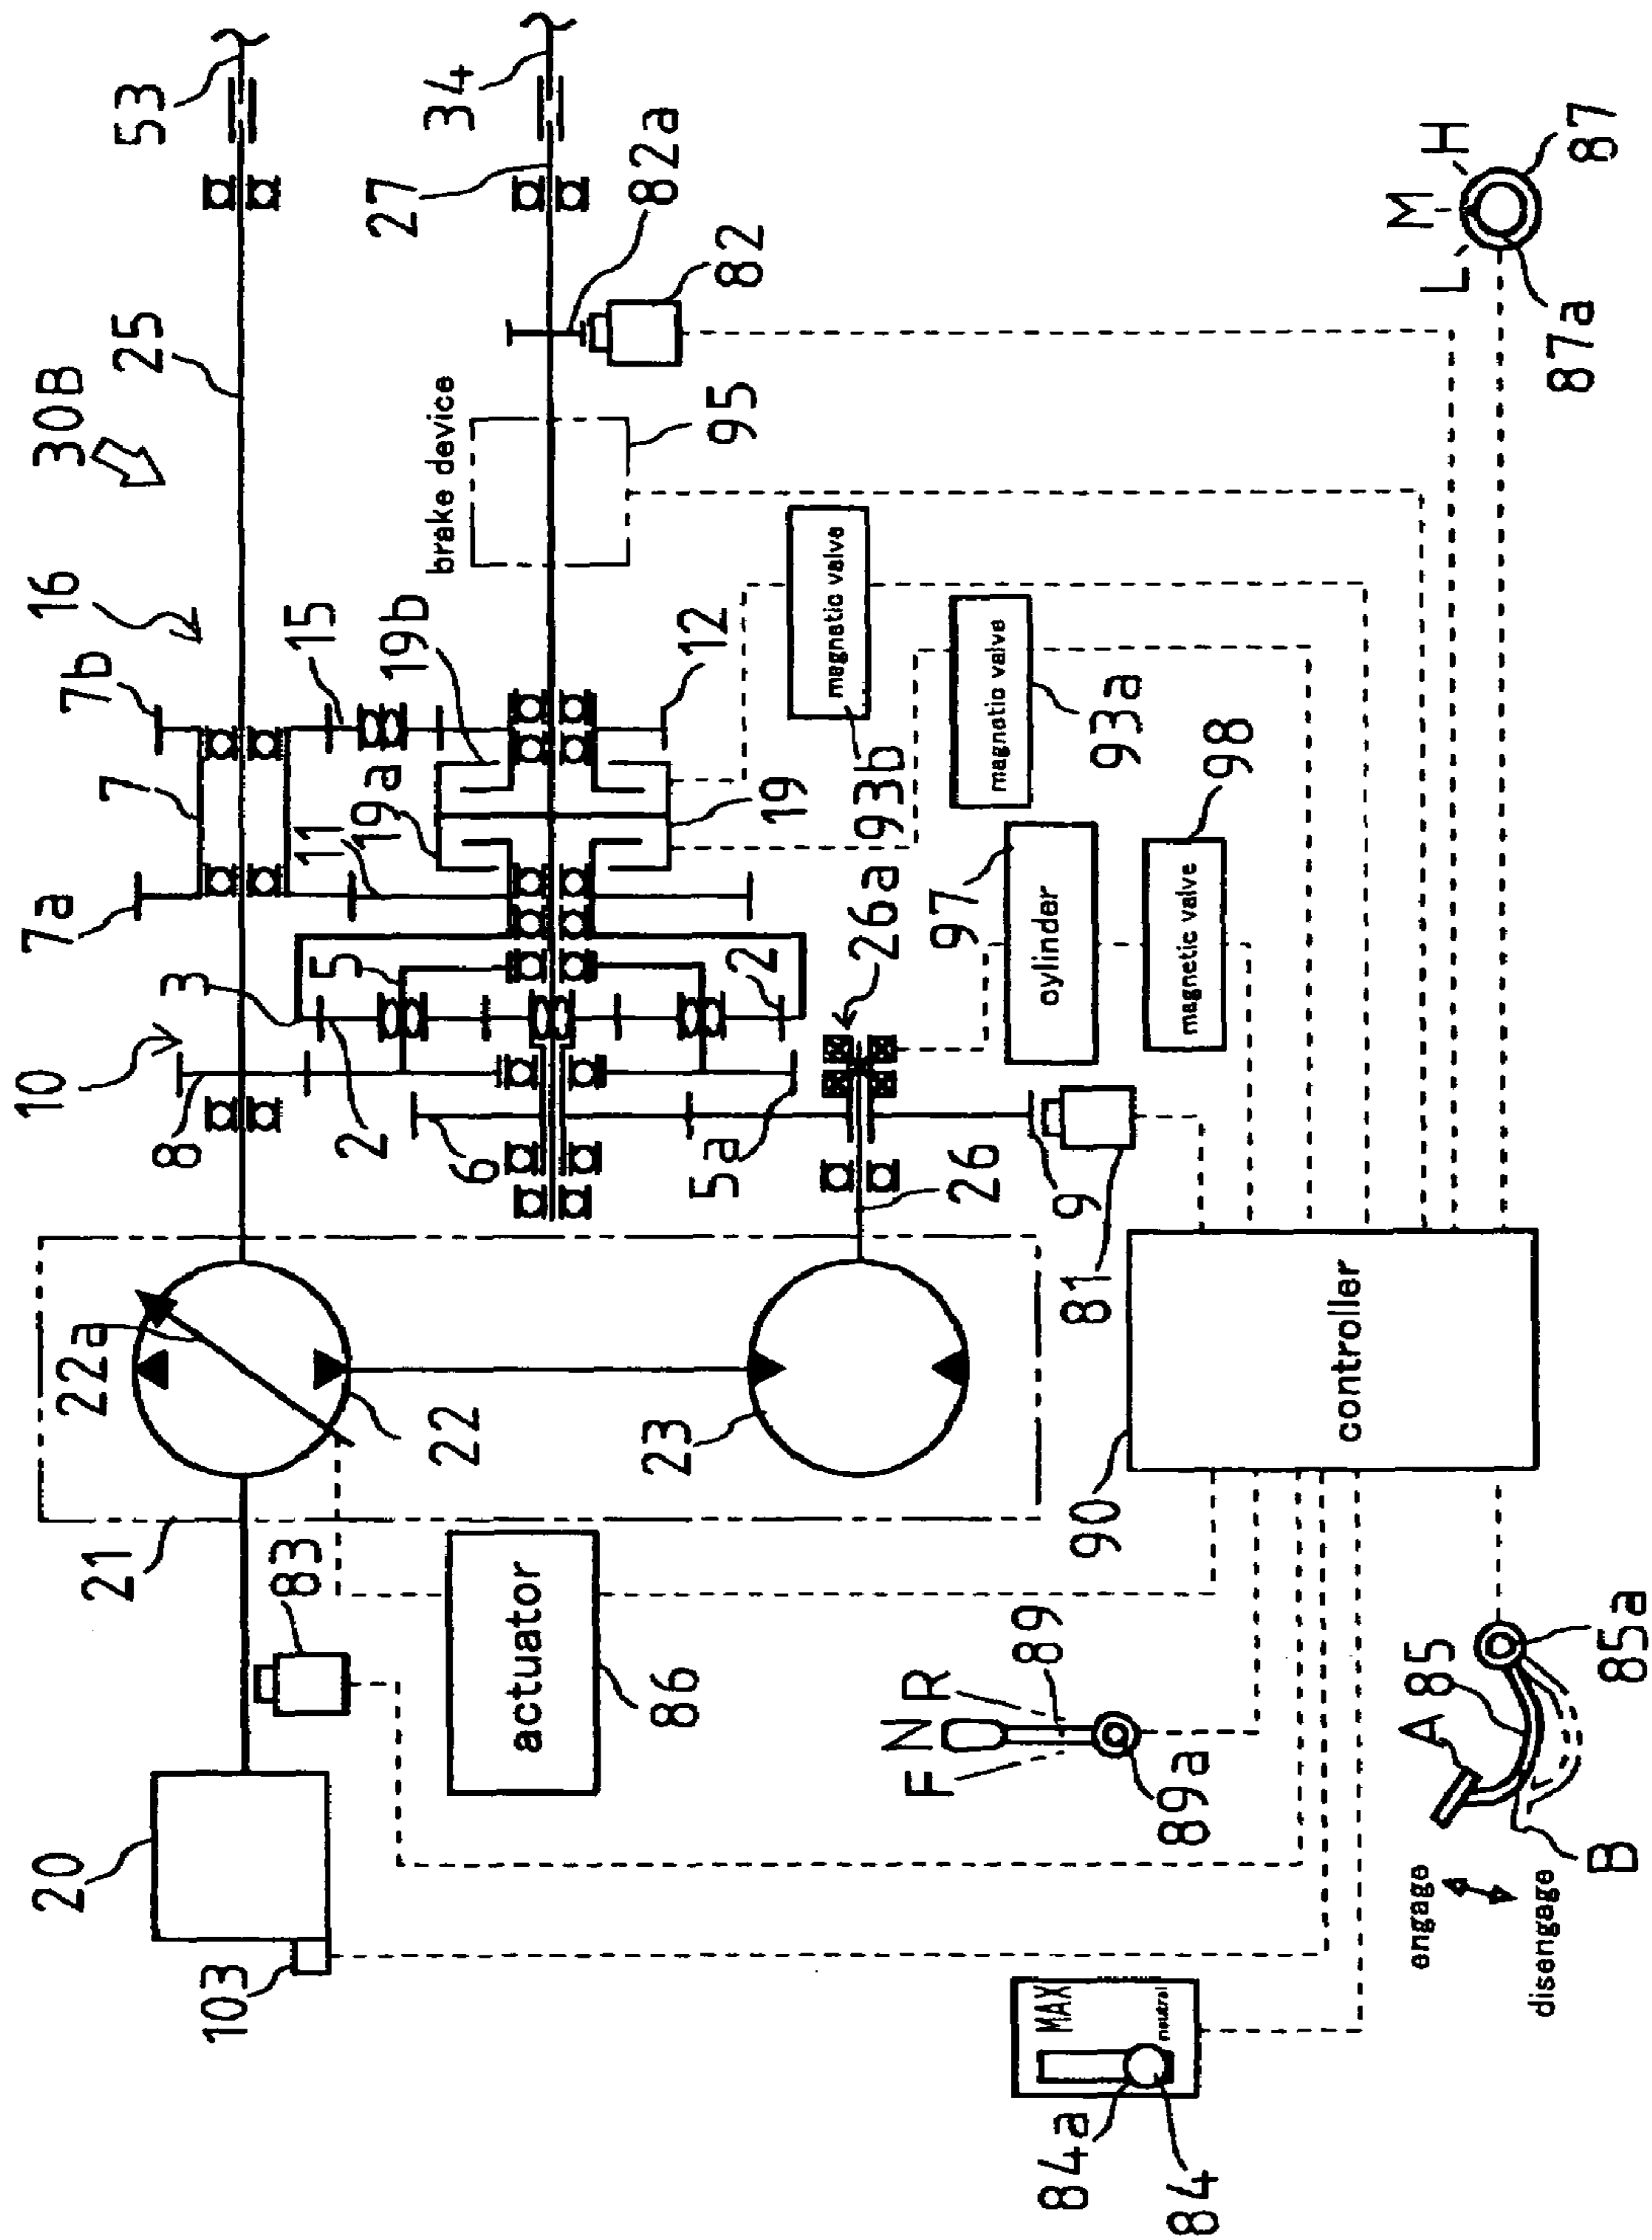 30B
53
25
16
7b
7
7a
10
3
8
34
27
82a
82
brake device
95
15
19b
12
19a
11
19
5
2
2
6
5a
26a
26
9
81
magnetic valve
93b
magnetic valve
93a
cylinder
97
magnetic valve
98
L M H
87
87a
22a
22
21
23
controller
90
83
actuator
86
20
103
F N R
89
89a
MAX
neutral
84a
84
A
85
85a
B
engage
disengage